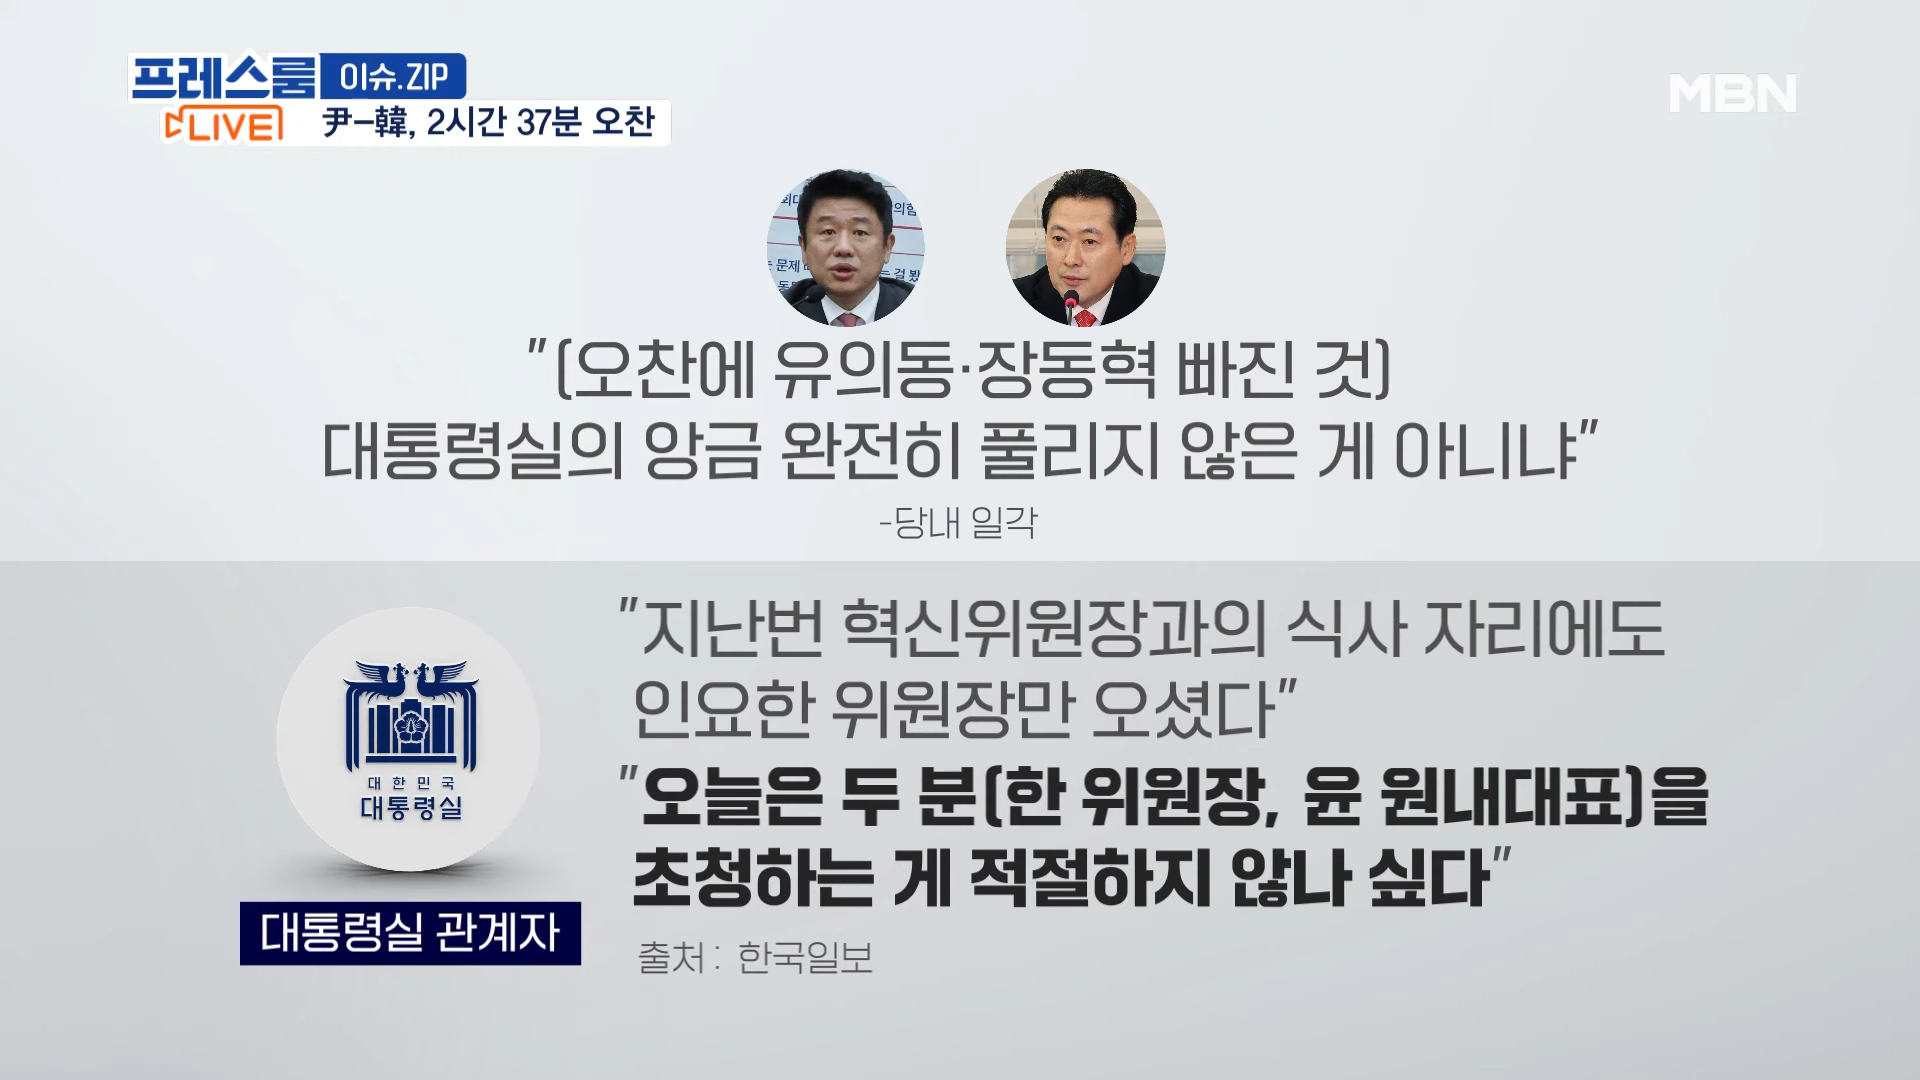 프레스룸 이슈.ZIP
LIVE 尹-韓, 2시간 37분 오찬
MBN
"(오찬에 유의동·장동혁 빠진 것)
대통령실의 앙금 완전히 풀리지 않은 게 아니냐"
-당내 일각
"지난번 혁신위원장과의 식사 자리에도
인요한 위원장만 오셨다"
"오늘은 두 분(한 위원장, 윤 원내대표)을
초청하는 게 적절하지 않나 싶다"
대한민국
대통령실
대통령실 관계자
출처 : 한국일보